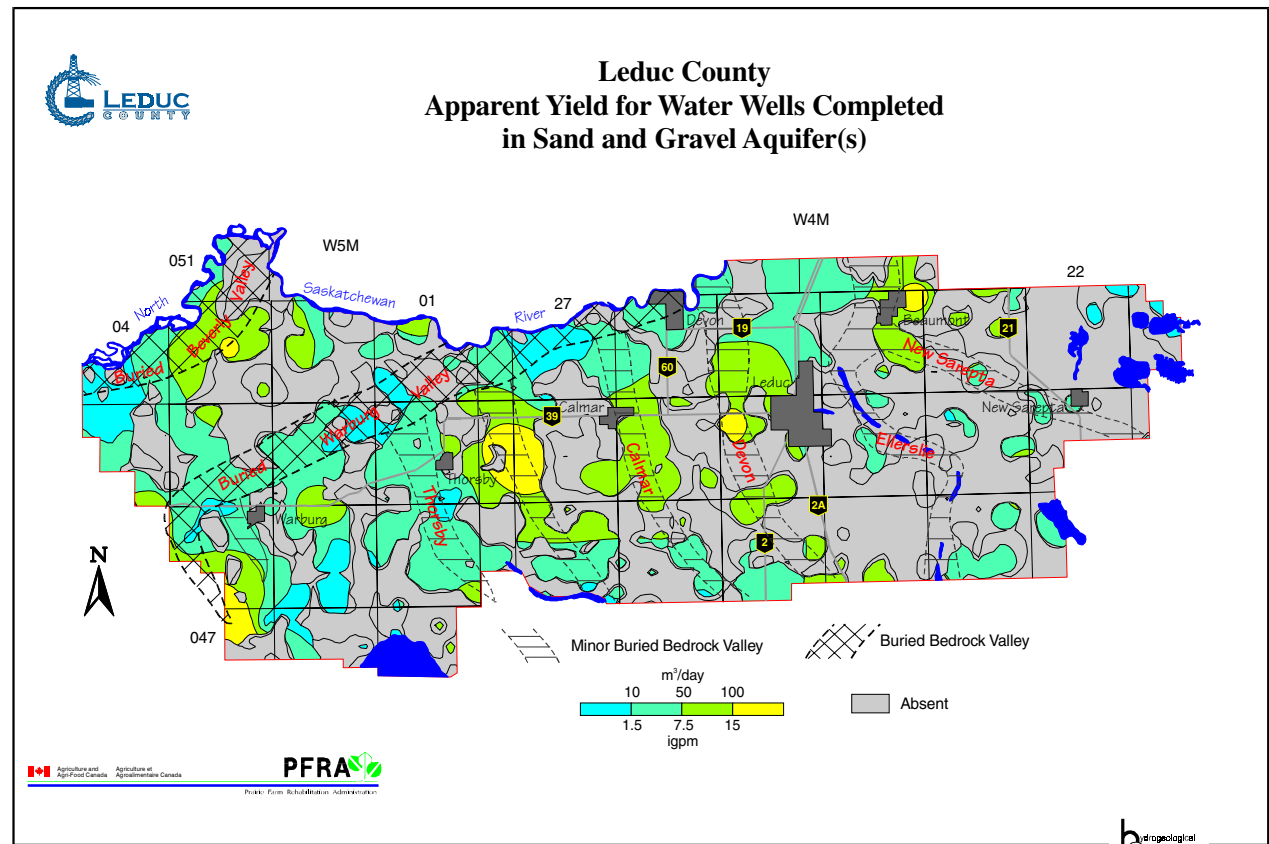 Leduc County
Apparent Yield for Water Wells Completed
in Sand and Gravel Aquifer(s)
LEDUC
COUNTY
W4M
W5M
051
22
04
North
Saskatchewan
01
27
River
Valley
Beverly
Buried
Devon
19
Beaumont
21
60
New Sarepta
Leduc
Valley
Warburg
Buried
39
Calmar
New Sarepta
Ellerslie
Devon
Calmar
Thorsby
Thorsby
Warburg
2A
2
N
047
Minor Buried Bedrock Valley
Buried Bedrock Valley
m³/day
10 50 100
1.5 7.5 15
igpm
Absent
Agriculture and Agri-Food Canada
Agriculture et Agroalimentaire Canada
PFRA
Prairie Farm Rehabilitation Administration
hydrogeological